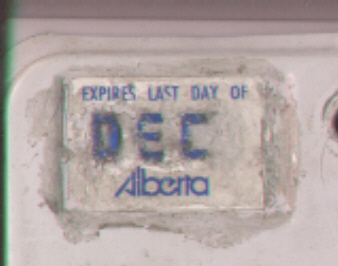 EXPIRES LAST DAY OF
DEC
Alberta